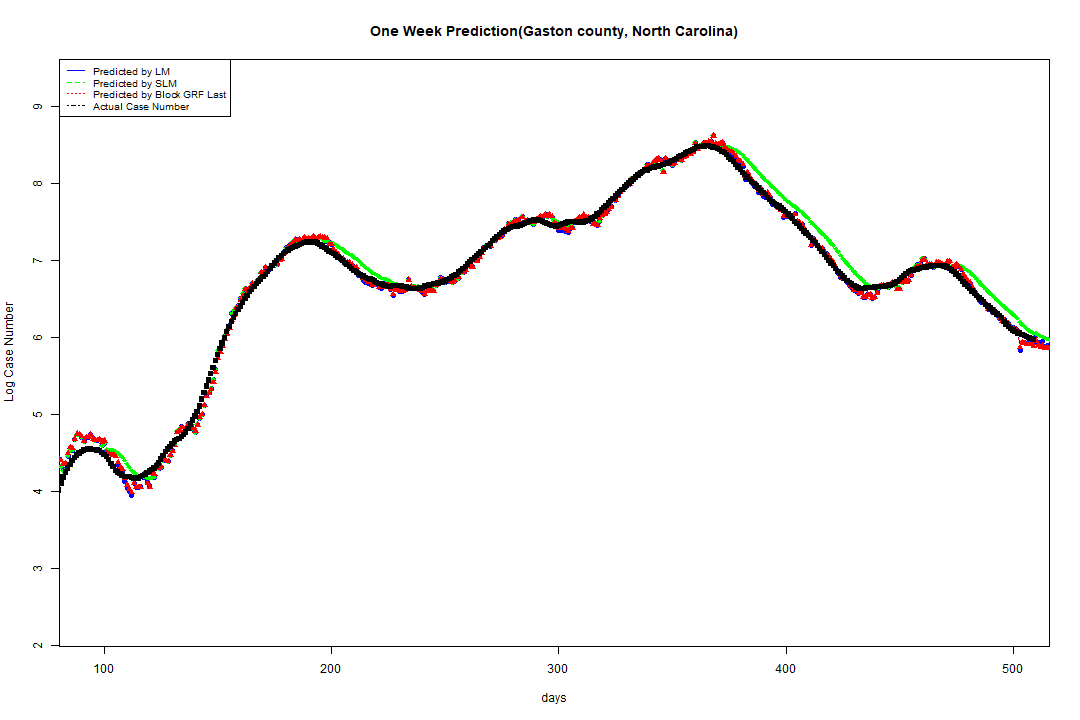 One Week Prediction(Gaston county, North Carolina)
Predicted by LM
Predicted by SLM
Predicted by Block GRF Last
Actual Case Number
Log Case Number
9
8
7
6
5
4
3
2
100 200 300 400 500
days